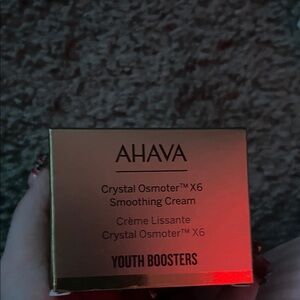 AHAVA
Crystal Osmoter™ X6
Smoothing Cream
Crème Lissante
Crystal Osmoter™ X6
YOUTH BOOSTERS